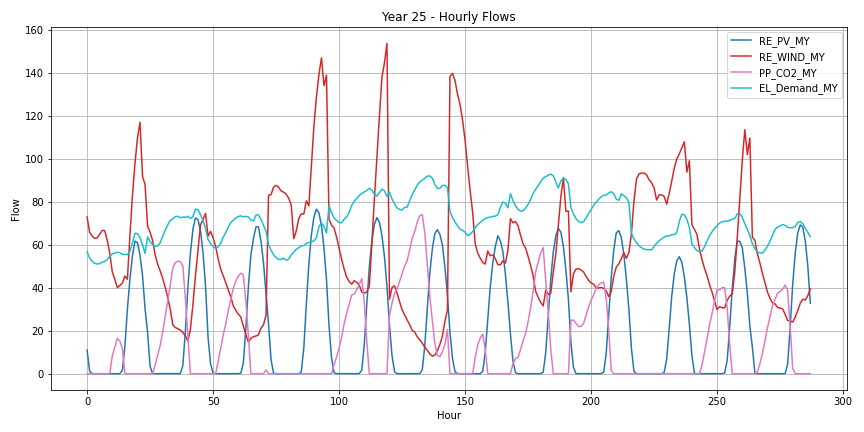 Year 25 - Hourly Flows
RE_PV_MY
RE_WIND_MY
PP_CO2_MY
EL_Demand_MY
160
140
120
100
80
60
40
20
0
Flow
0 50 100 150 200 250 300
Hour